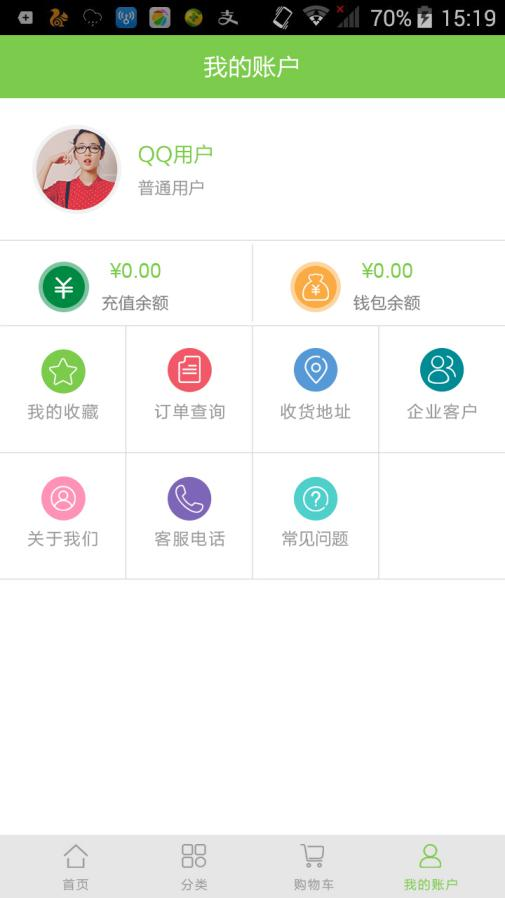 70% 15:19
我的账户
QQ用户
普通用户
¥0.00 ¥0.00
充值余额 钱包余额
我的收藏 订单查询 收货地址 企业客户
关于我们 客服电话 常见问题
首页 分类 购物车 我的账户